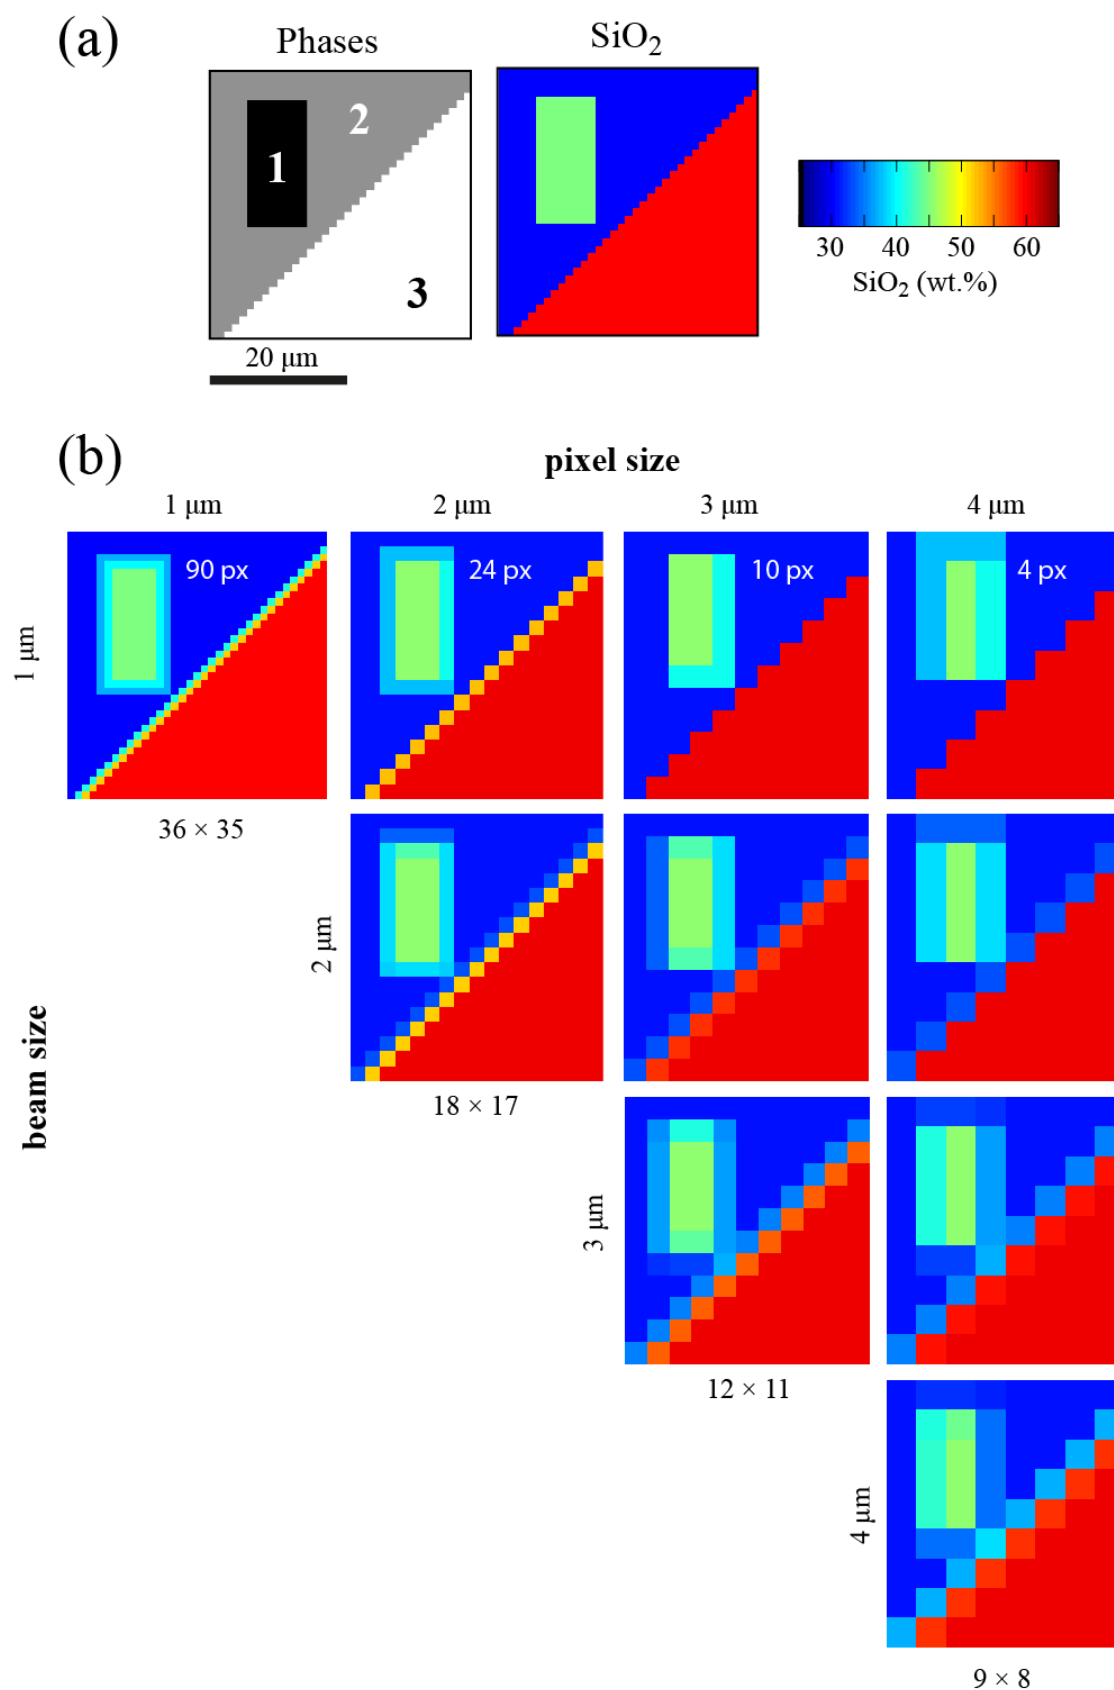 (a)
Phases
SiO₂
1
2
3
20 μm
30 40 50 60
SiO₂ (wt.%)
(b)
pixel size
1 μm 2 μm 3 μm 4 μm
beam size
1 μm
90 px
24 px
10 px
4 px
36 × 35
2 μm
18 × 17
3 μm
12 × 11
4 μm
9 × 8